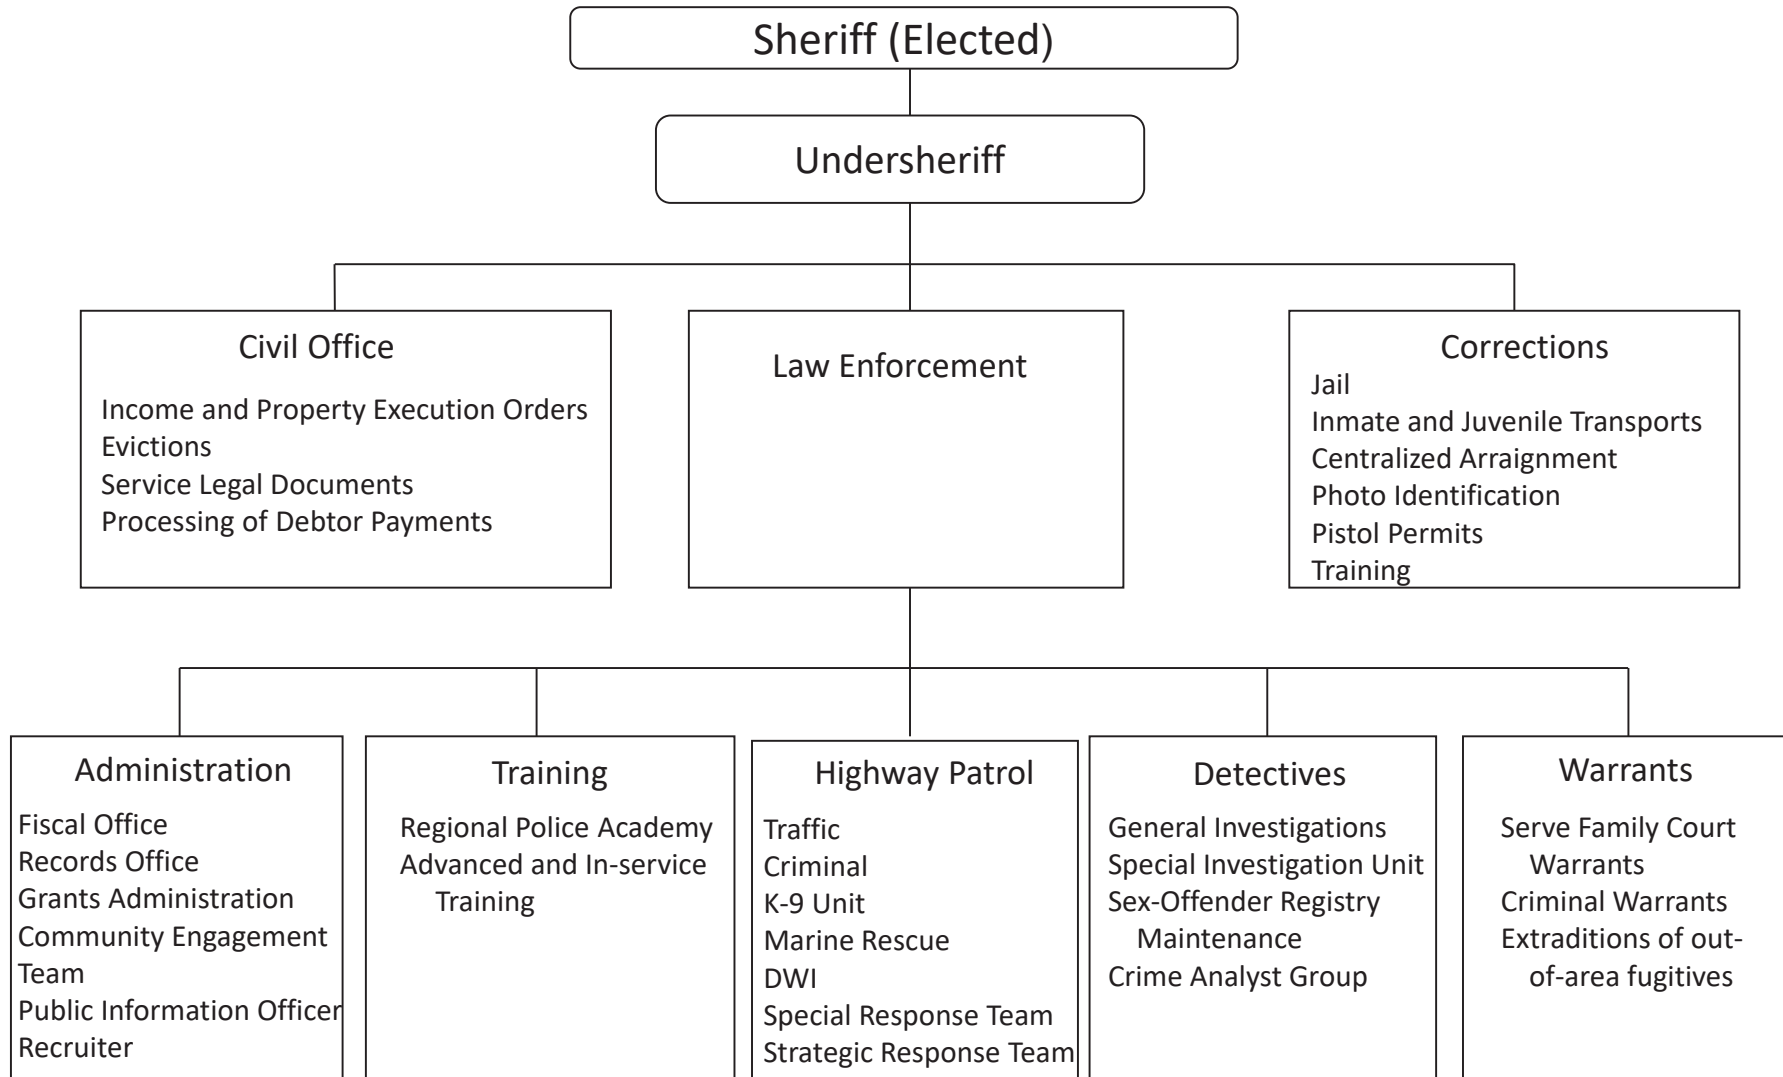 Sheriff (Elected)
Undersheriff
Civil Office
Income and Property Execution Orders
Evictions
Service Legal Documents
Processing of Debtor Payments
Law Enforcement
Corrections
Jail
Inmate and Juvenile Transports
Centralized Arraignment
Photo Identification
Pistol Permits
Training
Administration
Fiscal Office
Records Office
Grants Administration
Community Engagement
Team
Public Information Officer
Recruiter
Training
Regional Police Academy
Advanced and In-service
Training
Highway Patrol
Traffic
Criminal
K-9 Unit
Marine Rescue
DWI
Special Response Team
Strategic Response Team
Detectives
General Investigations
Special Investigation Unit
Sex-Offender Registry
Maintenance
Crime Analyst Group
Warrants
Serve Family Court
Warrants
Criminal Warrants
Extraditions of out-
of-area fugitives